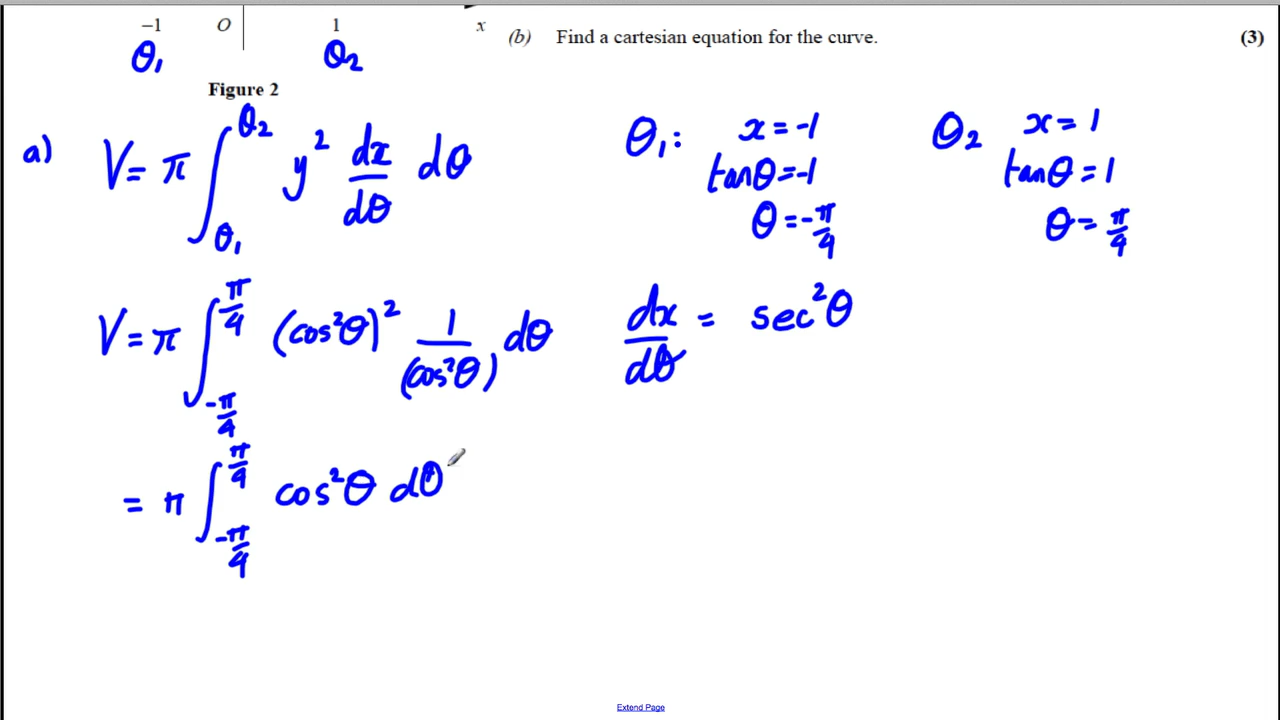 −1 O 1 x
θ₁ θ₂
Figure 2
(b) Find a cartesian equation for the curve. (3)
a) V = π ∫_{θ₁}^{θ₂} y² dx/dθ dθ
θ₁: x = -1
tanθ = -1
θ = -π/4
θ₂ x = 1
tanθ = 1
θ = π/4
V = π ∫_{-π/4}^{π/4} (cos²θ)² 1/(cos²θ) dθ
dx/dθ = sec²θ
= π ∫_{-π/4}^{π/4} cos²θ dθ
Extend Page